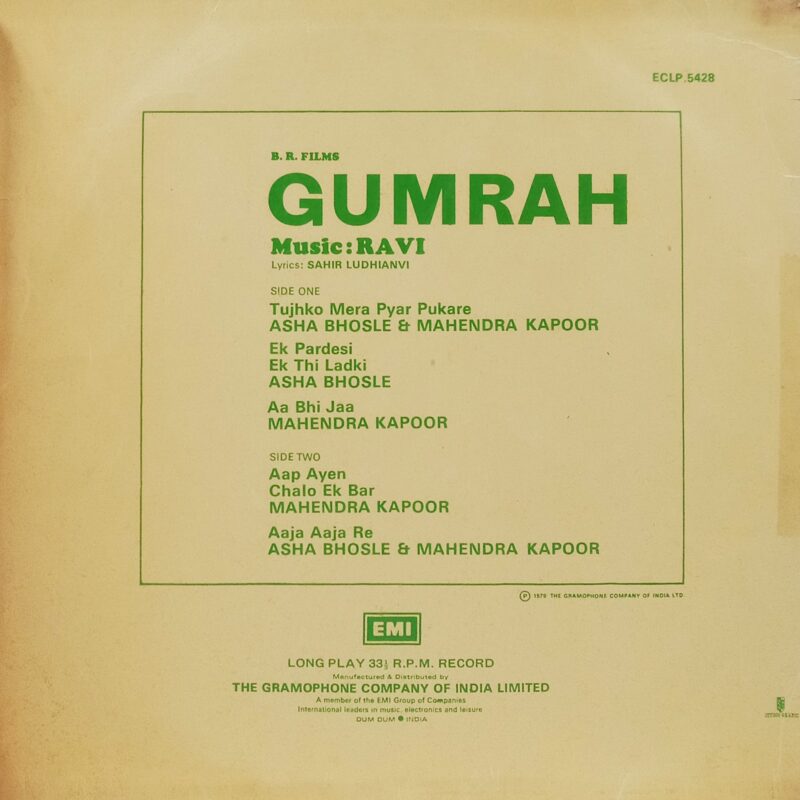 ECLP.5428
B. R. FILMS
GUMRAH
Music: RAVI
Lyrics: SAHIR LUDHIANVI
SIDE ONE
Tujhko Mera Pyar Pukare
ASHA BHOSLE & MAHENDRA KAPOOR
Ek Pardesi
Ek Thi Ladki
ASHA BHOSLE
Aa Bhi Jaa
MAHENDRA KAPOOR
SIDE TWO
Aap Ayen
Chalo Ek Bar
MAHENDRA KAPOOR
Aaja Aaja Re
ASHA BHOSLE & MAHENDRA KAPOOR
℗ 1970 THE GRAMOPHONE COMPANY OF INDIA LTD.
EMI
LONG PLAY 33⅓ R.P.M. RECORD
Manufactured & Distributed by
THE GRAMOPHONE COMPANY OF INDIA LIMITED
A member of the EMI Group of Companies
International leaders in music, electronics and leisure
DUM DUM ● INDIA